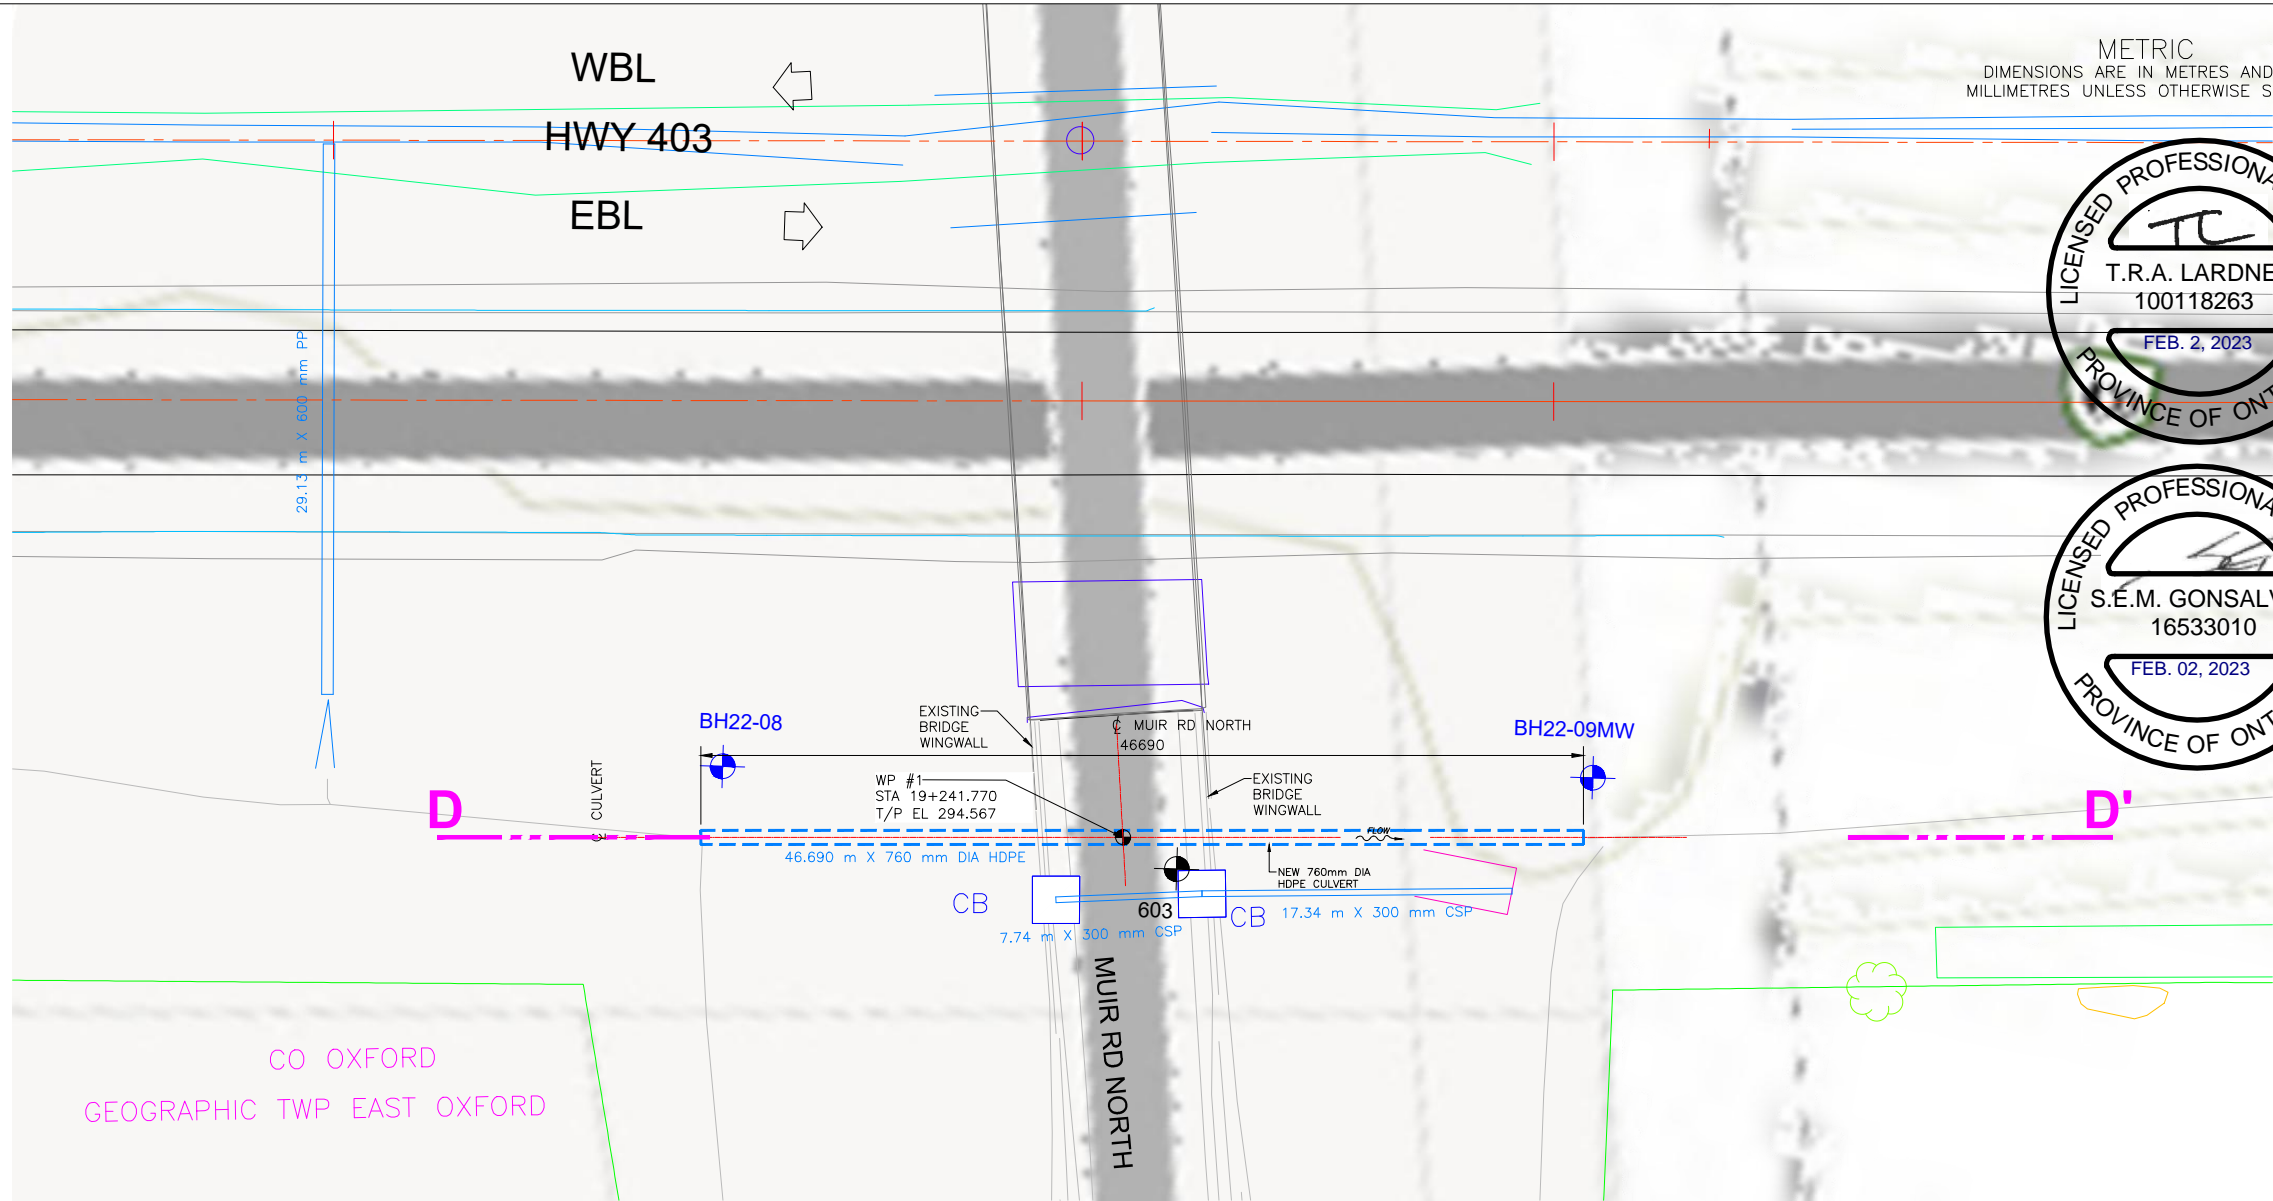 METRIC
DIMENSIONS ARE IN METRES AND
MILLIMETRES UNLESS OTHERWISE S
WBL
HWY 403
EBL
LICENSED PROFESSIONA
T.R.A. LARDNE
100118263
FEB. 2, 2023
PROVINCE OF ONT
29.13 m X 600 mm PP
LICENSED PROFESSIONA
S.E.M. GONSALV
16533010
FEB. 02, 2023
PROVINCE OF ONT
BH22-08
EXISTING
BRIDGE
WINGWALL
℄ MUIR RD NORTH
46690
BH22-09MW
WP #1
STA 19+241.770
T/P EL 294.567
EXISTING
BRIDGE
WINGWALL
℄ CULVERT
D
D'
FLOW
46.690 m X 760 mm DIA HDPE
NEW 760mm DIA
HDPE CULVERT
CB
603
CB
17.34 m X 300 mm CSP
7.74 m X 300 mm CSP
MUIR RD NORTH
CO OXFORD
GEOGRAPHIC TWP EAST OXFORD